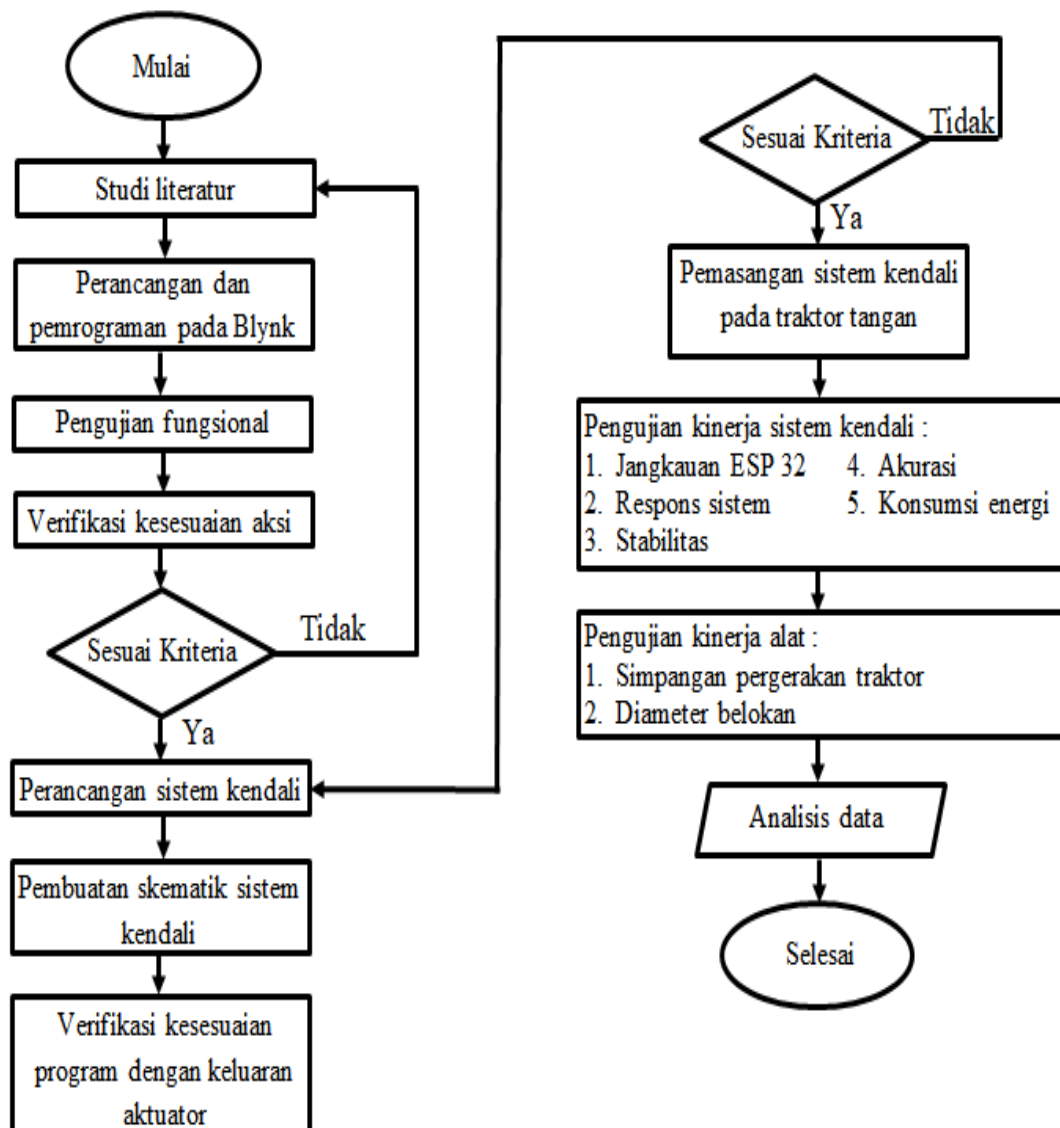 Mulai
Studi literatur
Perancangan dan
pemrograman pada Blynk
Pengujian fungsional
Verifikasi kesesuaian aksi
Sesuai Kriteria
Tidak
Ya
Perancangan sistem kendali
Pembuatan skematik sistem
kendali
Verifikasi kesesuaian
program dengan keluaran
aktuator
Sesuai Kriteria
Tidak
Ya
Pemasangan sistem kendali
pada traktor tangan
Pengujian kinerja sistem kendali :
1. Jangkauan ESP 32 4. Akurasi
2. Respons sistem 5. Konsumsi energi
3. Stabilitas
Pengujian kinerja alat :
1. Simpangan pergerakan traktor
2. Diameter belokan
Analisis data
Selesai